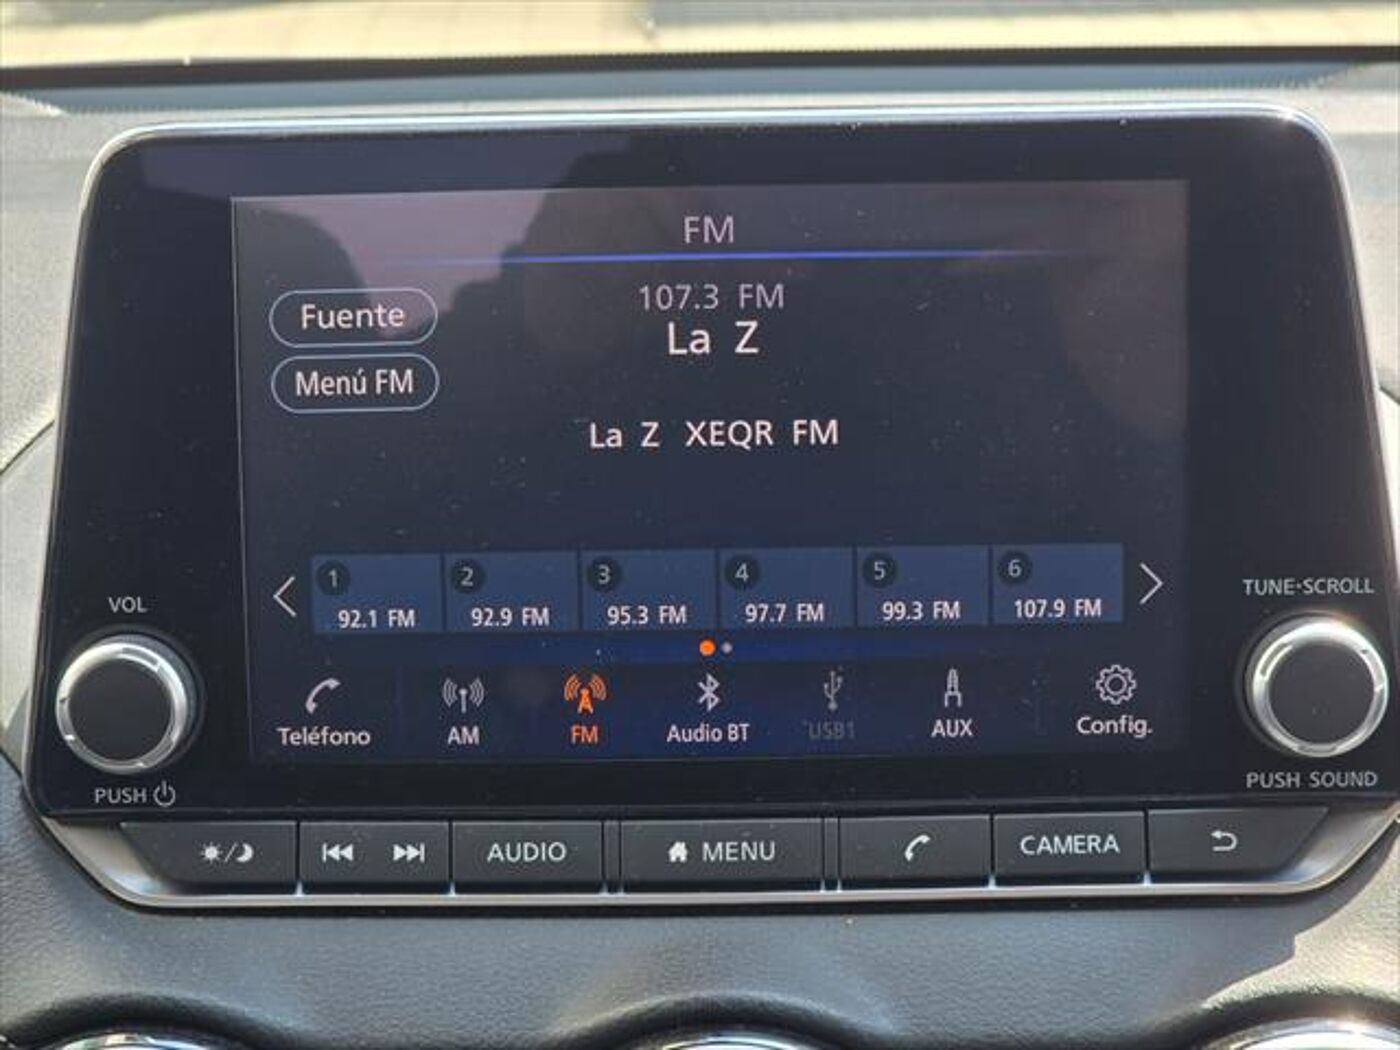 FM
107.3 FM
La Z
Fuente
Menú FM
La Z XEQR FM
1
92.1 FM
2
92.9 FM
3
95.3 FM
4
97.7 FM
5
99.3 FM
6
107.9 FM
Teléfono
AM
FM
Audio BT
USB1
AUX
Config.
VOL
PUSH
TUNE·SCROLL
PUSH SOUND
AUDIO
MENU
CAMERA